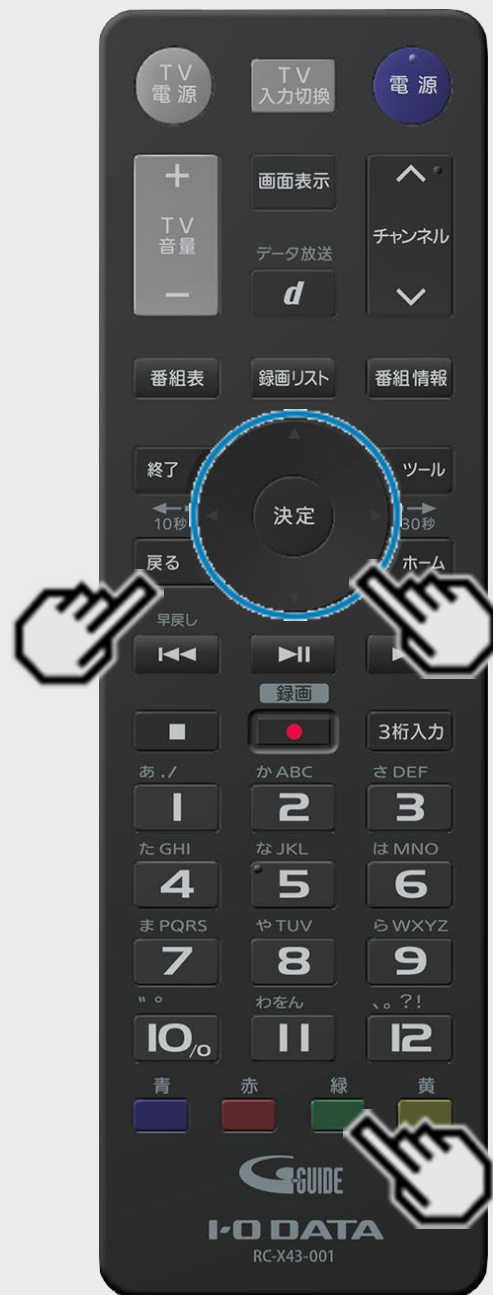 TV
電源
TV
入力切換
電源
+
TV
音量
−
画面表示
データ放送
d
チャンネル
番組表
録画リスト
番組情報
終了
ツール
10秒
決定
30秒
戻る
ホーム
早戻し
録画
3桁入力
あ./
1
か ABC
2
さ DEF
3
た GHI
4
な JKL
5
は MNO
6
ま PQRS
7
や TUV
8
ら WXYZ
9
゛゜
10/0
わをん
11
、。?!
12
青
赤
緑
黄
G-GUIDE
I-O DATA
RC-X43-001